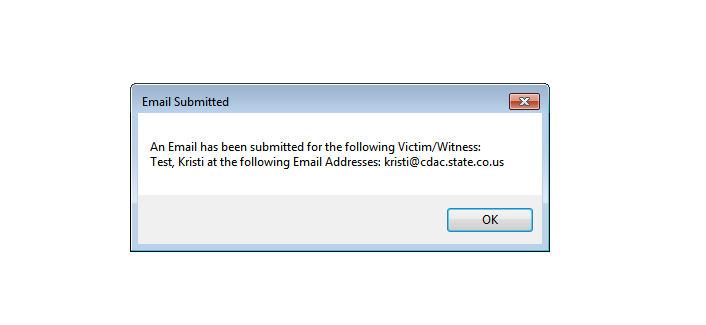 Email Submitted
An Email has been submitted for the following Victim/Witness:
Test, Kristi at the following Email Addresses: kristi@cdac.state.co.us
OK